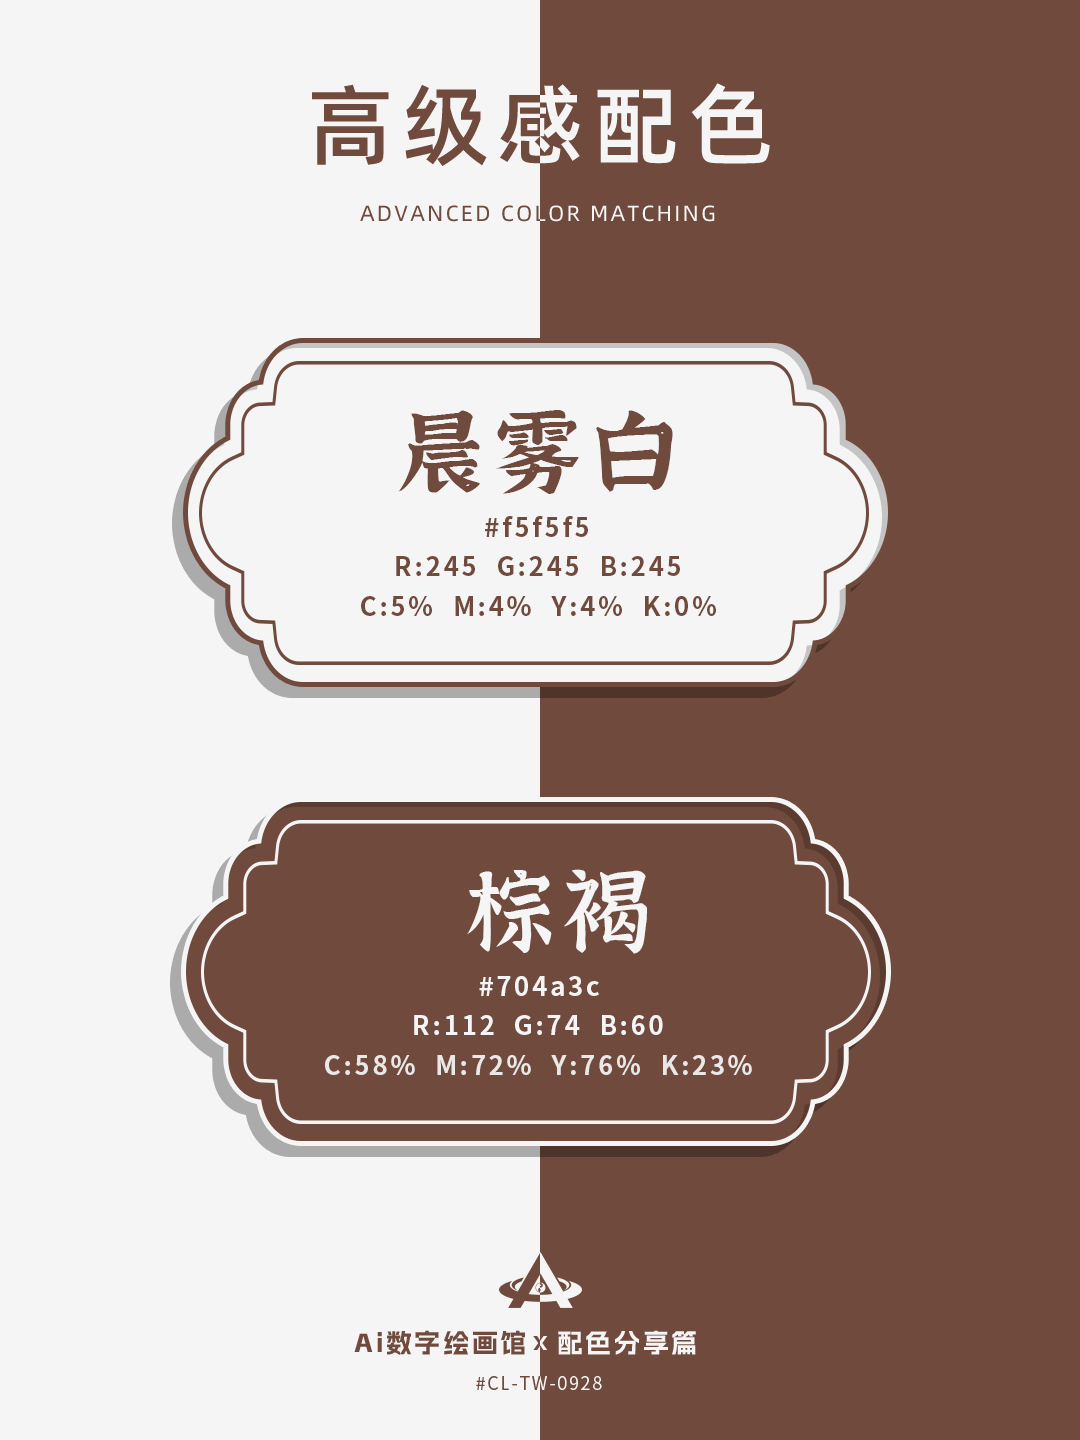 高级感配色
ADVANCED COLOR MATCHING
晨雾白
#f5f5f5
R:245 G:245 B:245
C:5% M:4% Y:4% K:0%
棕褐
#704a3c
R:112 G:74 B:60
C:58% M:72% Y:76% K:23%
Ai数字绘画馆 x 配色分享篇
#CL-TW-0928